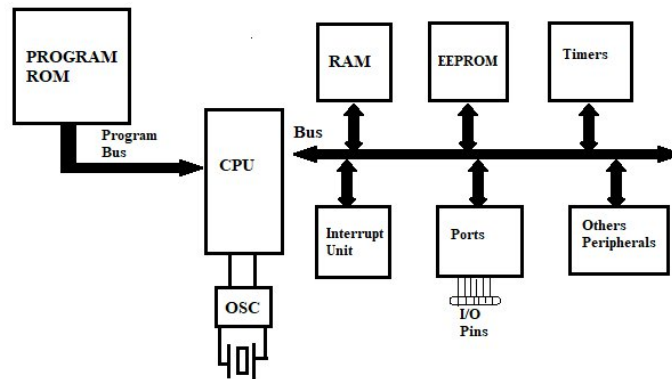 PROGRAM
ROM
Program
Bus
CPU
OSC
RAM
EEPROM
Timers
Bus
Interrupt
Unit
Ports
I/O
Pins
Others
Peripherals